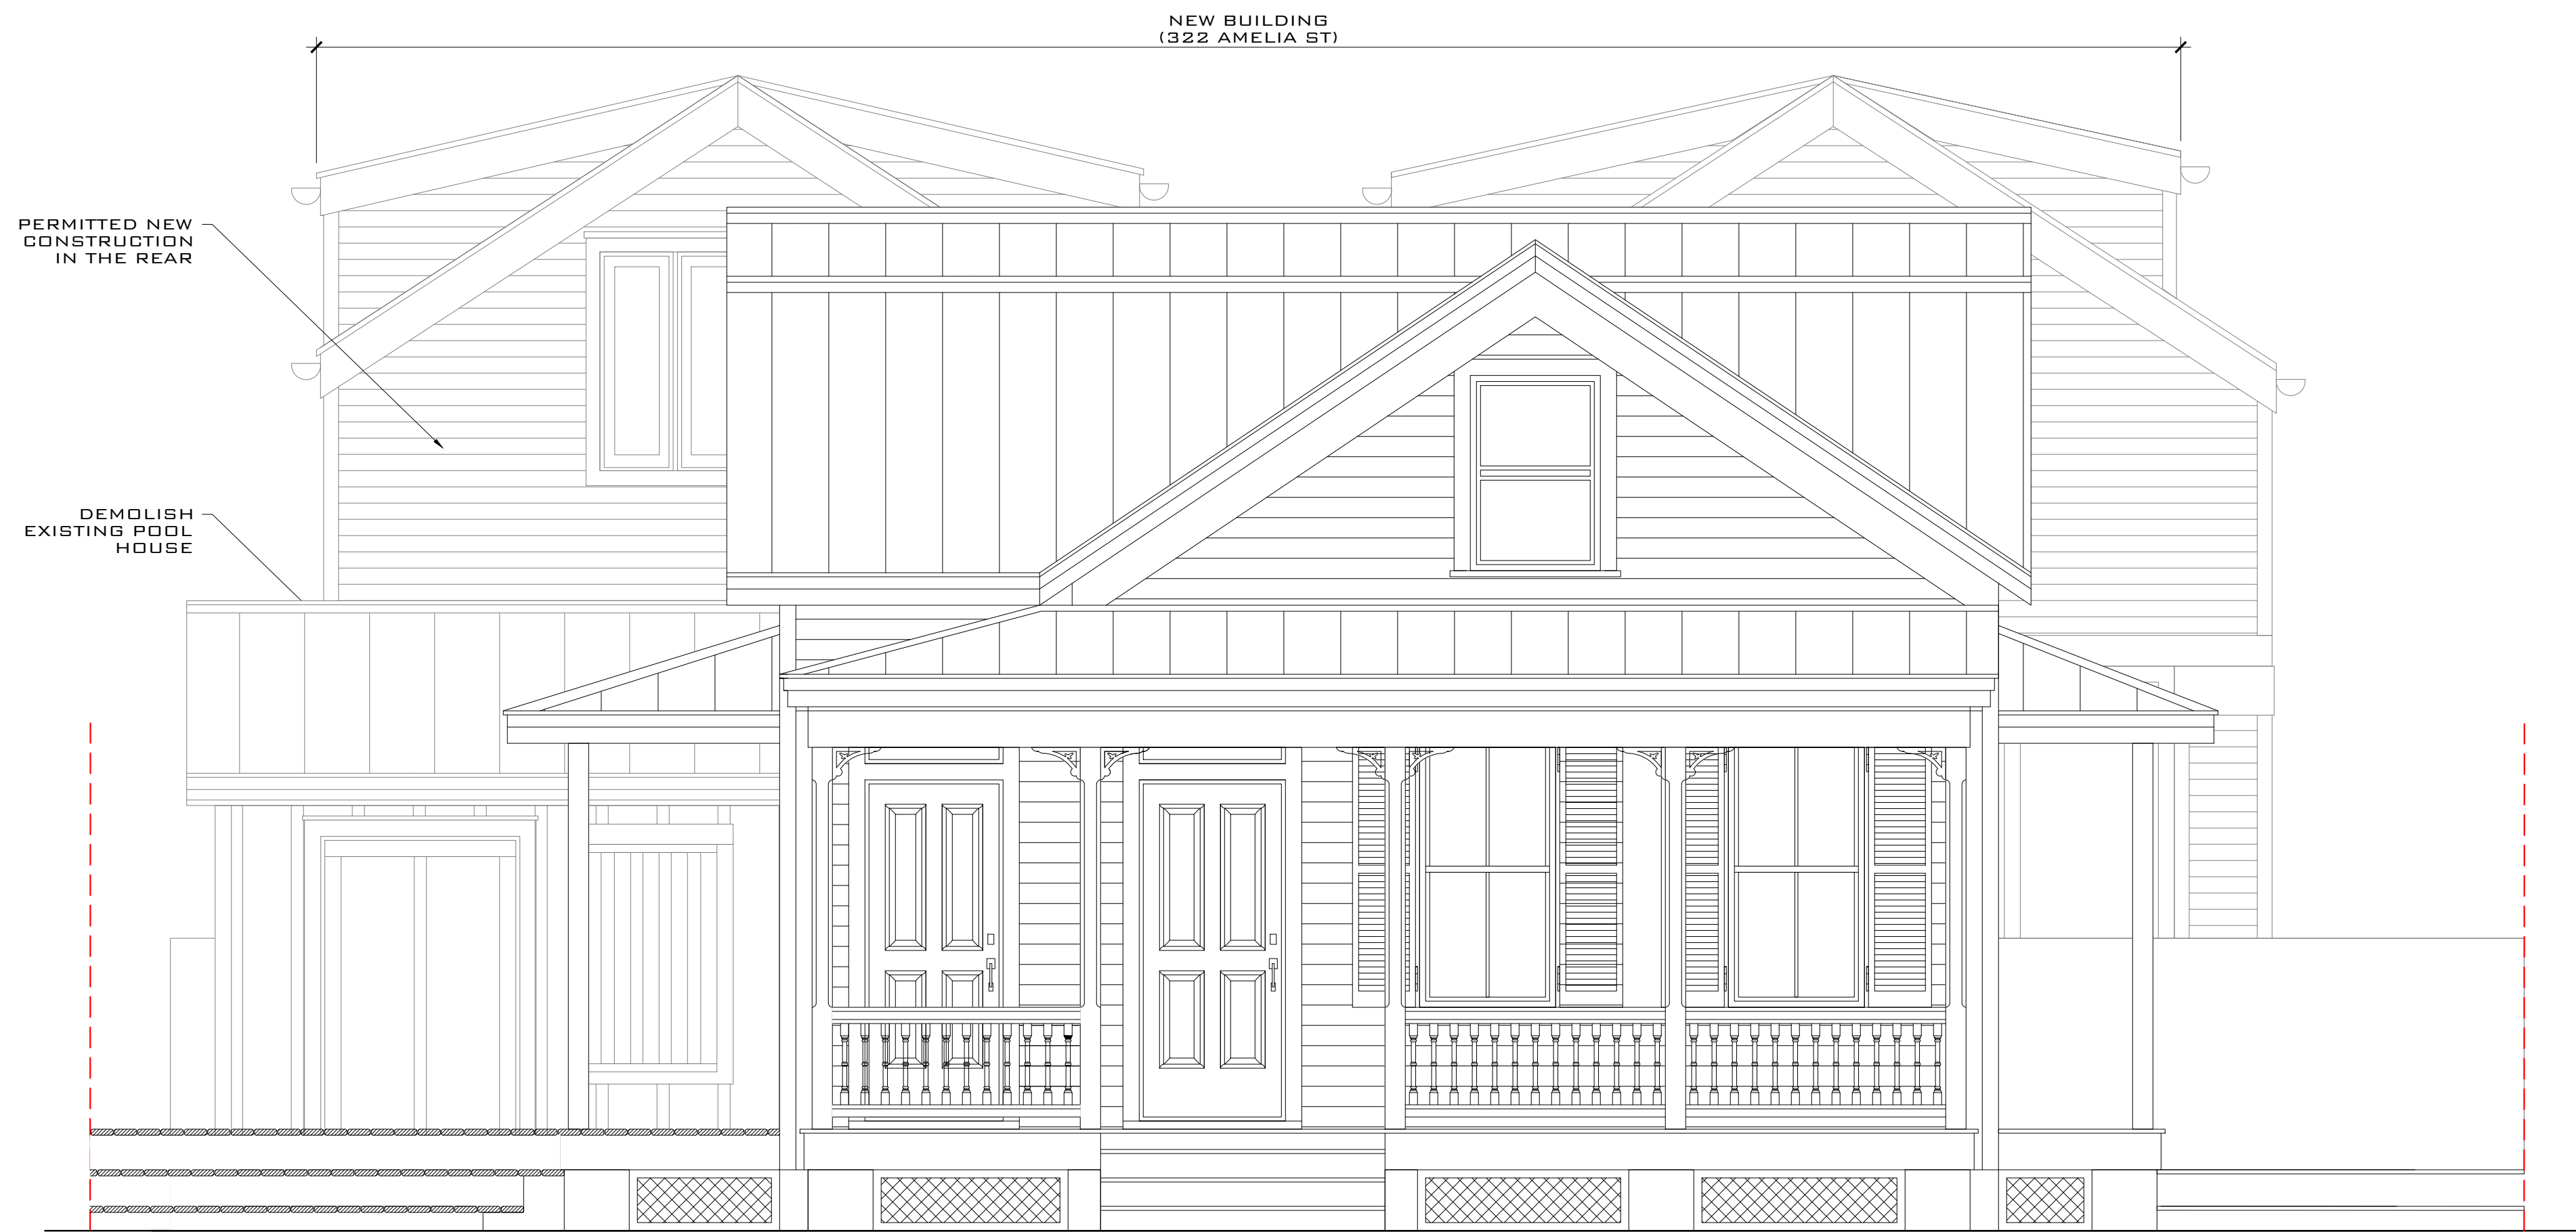 NEW BUILDING
(322 AMELIA ST)
PERMITTED NEW
CONSTRUCTION
IN THE REAR
DEMOLISH
EXISTING POOL
HOUSE